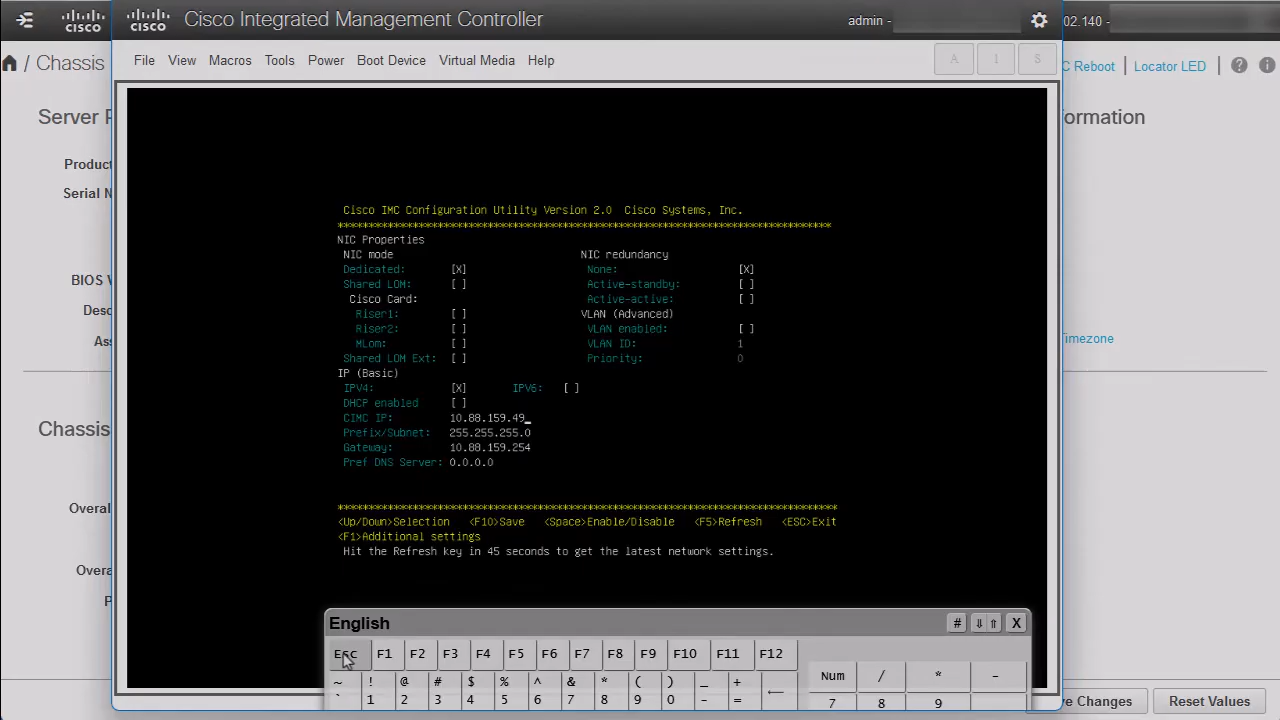 cisco
cisco Cisco Integrated Management Controller admin - 02.140 -
/ Chassis File View Macros Tools Power Boot Device Virtual Media Help A 1 S C Reboot Locator LED ? i
Server P ormation
Product
Serial N
Cisco IMC Configuration Utility Version 2.0 Cisco Systems, Inc.
*******************************************************************************
NIC Properties
NIC mode NIC redundancy
Dedicated: [X] None: [X]
Shared LOM: [ ] Active-standby: [ ]
Cisco Card: Active-active: [ ]
Riser1: [ ] VLAN (Advanced)
Riser2: [ ] VLAN enabled: [ ]
MLom: [ ] VLAN ID: 1
Shared LOM Ext: [ ] Priority: 0
IP (Basic)
IPV4: [X] IPV6: [ ]
DHCP enabled [ ]
CIMC IP: 10.88.159.49_
Prefix/Subnet: 255.255.255.0
Gateway: 10.88.159.254
Pref DNS Server: 0.0.0.0
********************************************************************************
<Up/Down>Selection <F10>Save <Space>Enable/Disable <F5>Refresh <ESC>Exit
<F1>Additional settings
Hit the Refresh key in 45 seconds to get the latest network settings.
BIOS V
Desc
As
Timezone
Chassis
Overal
Overa
P
English # X
Esc F1 F2 F3 F4 F5 F6 F7 F8 F9 F10 F11 F12 Num / * -
~ ! @ # $ % ^ & * ( ) _ +
` 1 2 3 4 5 6 7 8 9 0 - = 7 8 9
e Changes Reset Values